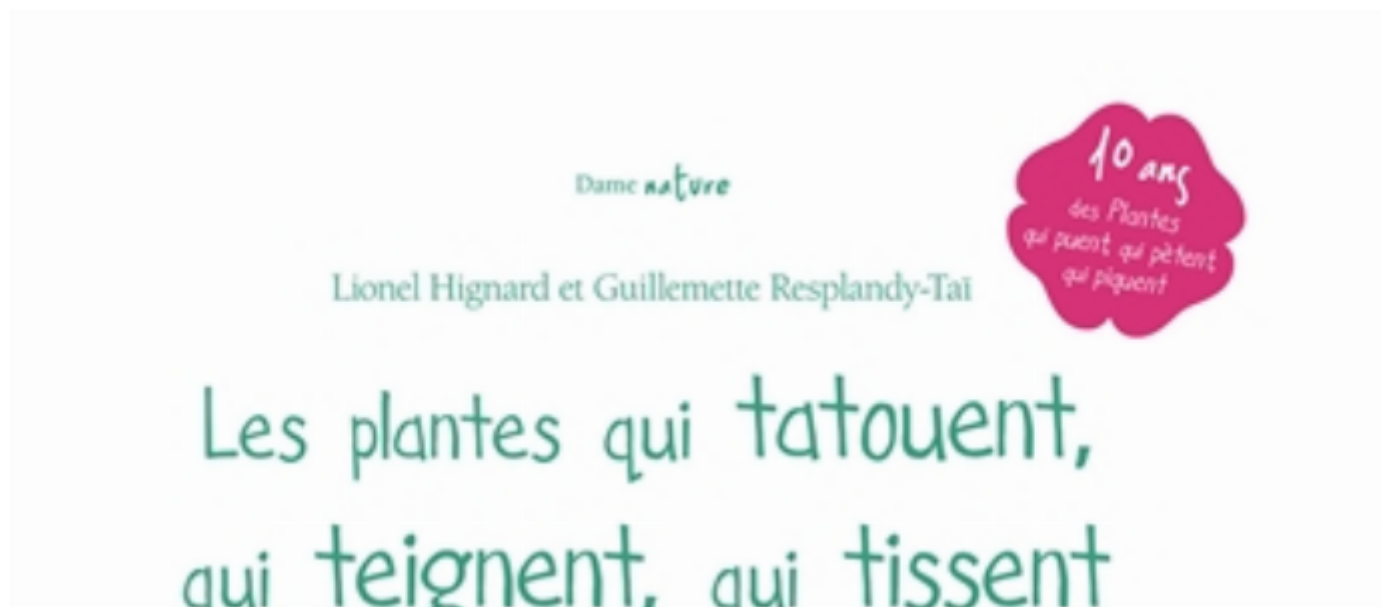 Dame nature
Lionel Hignard et Guillemette Resplandy-Taï
10 ans
des Plantes
qui puent qui pètent
qui piquent
Les plantes qui tatouent,
qui teignent, qui tissent